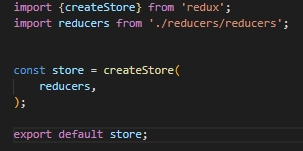 import {createStore} from 'redux';
import reducers from './reducers/reducers';
const store = createStore(
    reducers,
);
export default store;